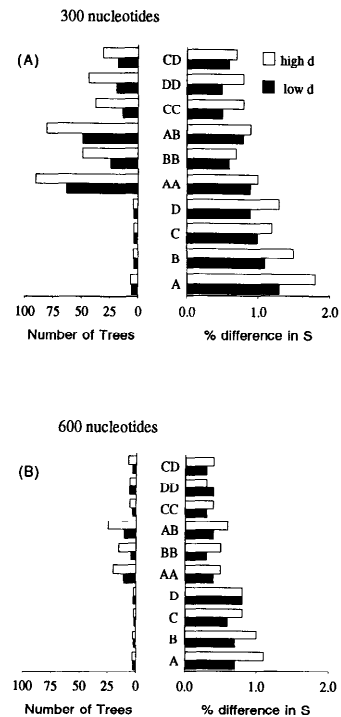 300 nucleotides
(A)
high d
low d
CD
DD
CC
AB
BB
AA
D
C
B
A
100 75 50 25 0 0.0 1.0 2.0
Number of Trees % difference in S
600 nucleotides
(B)
CD
DD
CC
AB
BB
AA
D
C
B
A
100 75 50 25 0 0.0 1.0 2.0
Number of Trees % difference in S